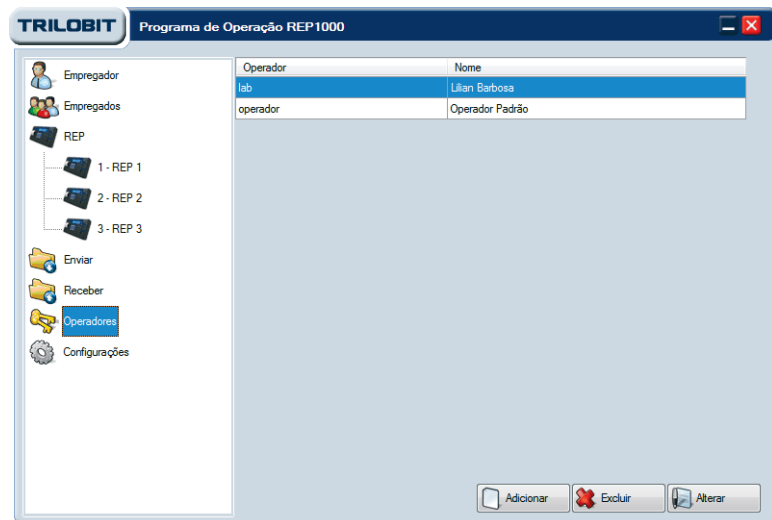 TRILOBIT
Programa de Operação REP1000
Empregador
Empregados
REP
1 - REP 1
2 - REP 2
3 - REP 3
Enviar
Receber
Operadores
Configurações
Operador Nome
lab Lilian Barbosa
operador Operador Padrão
Adicionar Excluir Alterar